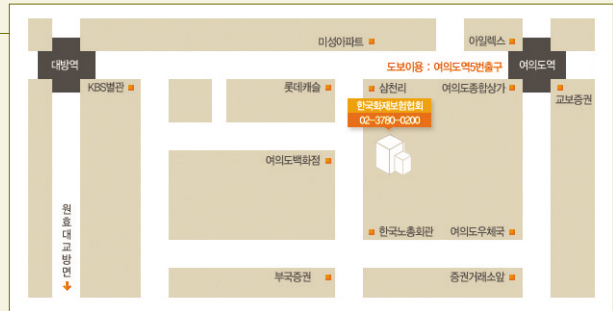 미성아파트
아일렉스
대방역
도보이용 : 여의도역5번출구
여의도역
KBS별관
롯데캐슬
삼천리
여의도종합상가
교보증권
한국화재보험협회
02-3780-0200
여의도백화점
원효대교방면
한국노총회관
여의도우체국
부국증권
증권거래소앞